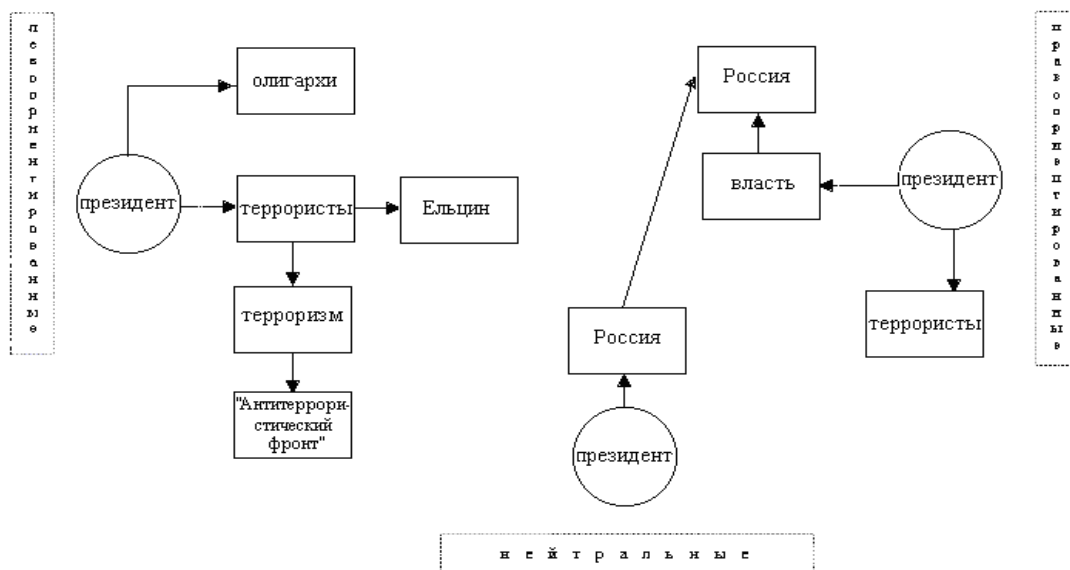 левоориентированные
олигархи
президент
террористы
Ельцин
терроризм
"Антитеррори-
стический
фронт"
Россия
власть
президент
террористы
Россия
президент
нейтральные
правоориентированные